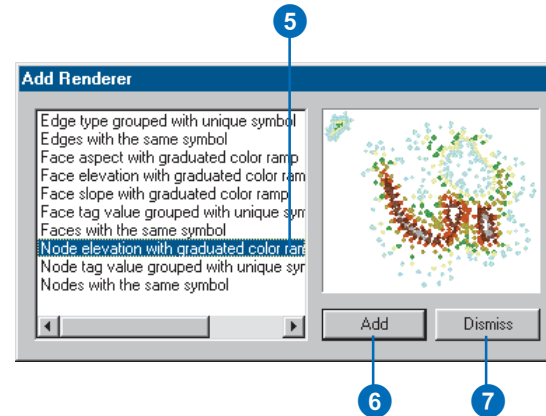 5
Add Renderer
Edge type grouped with unique symbol
Edges with the same symbol
Face aspect with graduated color ramp
Face elevation with graduated color ram
Face slope with graduated color ramp
Face tag value grouped with unique sym
Faces with the same symbol
Node elevation with graduated color ram
Node tag value grouped with unique syr
Nodes with the same symbol
Add Dismiss
6 7